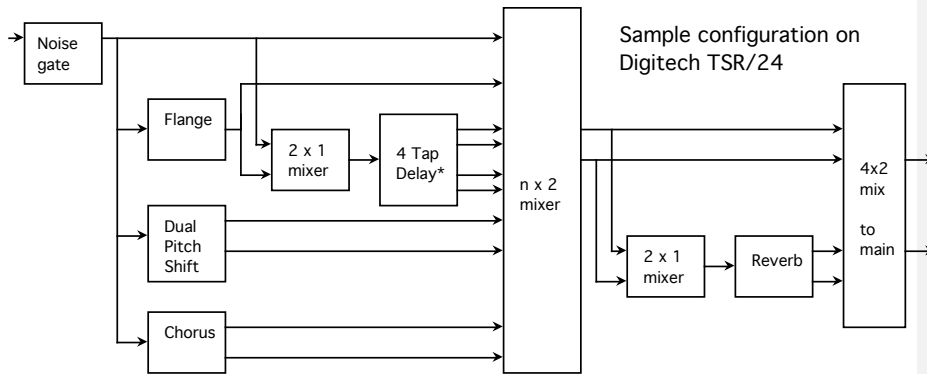 Noise
gate
Sample configuration on
Digitech TSR/24
Flange
2 x 1
mixer
4 Tap
Delay*
n x 2
mixer
4x2
mix
to
main
Dual
Pitch
Shift
2 x 1
mixer
Reverb
Chorus